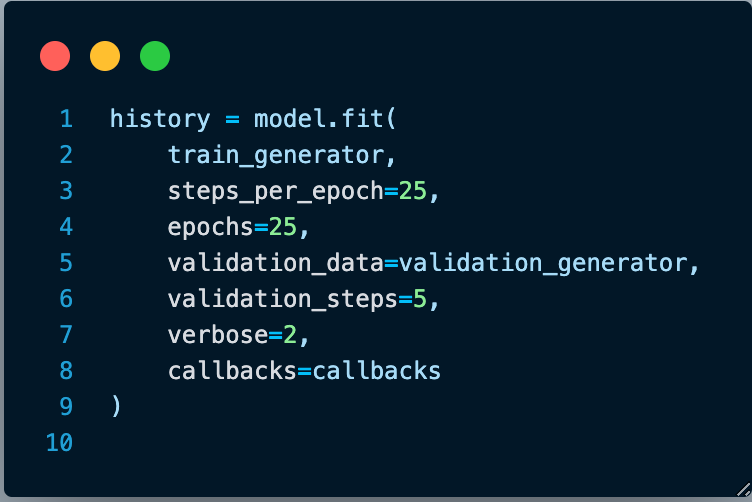 1 history = model.fit(
2     train_generator,
3     steps_per_epoch=25,
4     epochs=25,
5     validation_data=validation_generator,
6     validation_steps=5,
7     verbose=2,
8     callbacks=callbacks
9 )
10